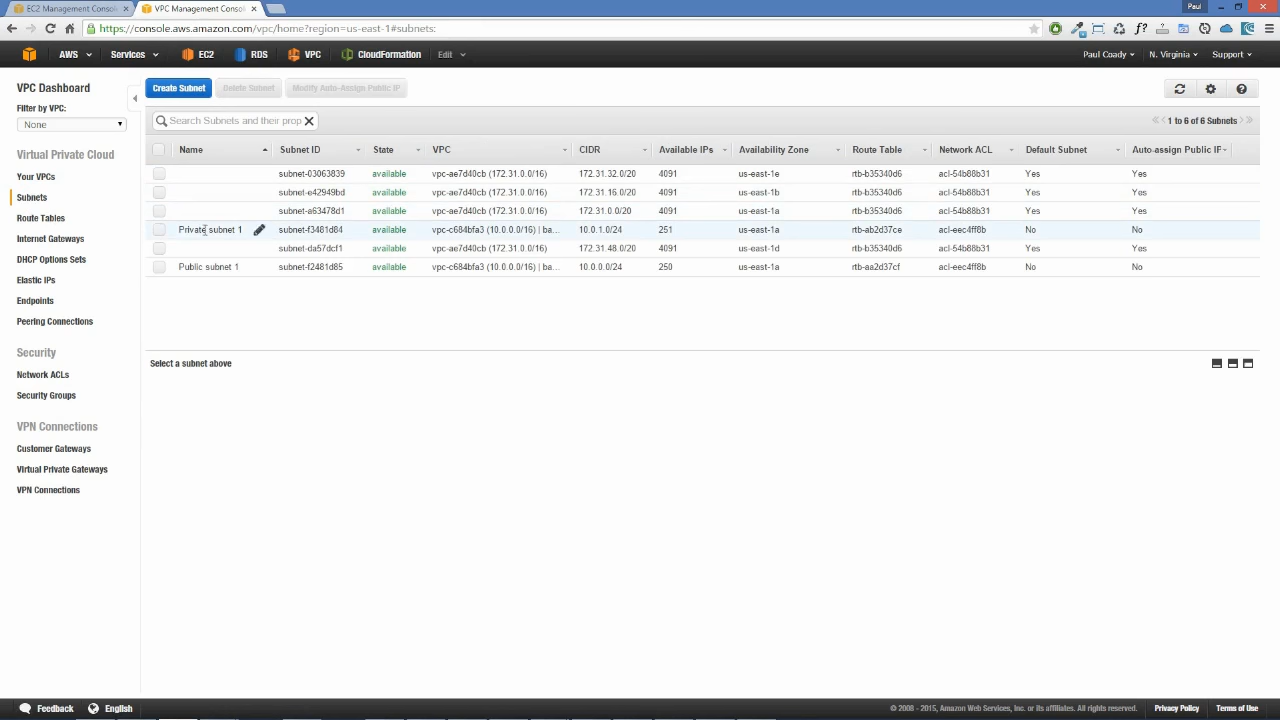 EC2 Management Console
VPC Management Console
Paul
https://console.aws.amazon.com/vpc/home?region=us-east-1#subnets:
AWS Services EC2 RDS VPC CloudFormation Edit Paul Coady N. Virginia Support
VPC Dashboard
Filter by VPC:
None
Virtual Private Cloud
Your VPCs
Subnets
Route Tables
Internet Gateways
DHCP Options Sets
Elastic IPs
Endpoints
Peering Connections
Security
Network ACLs
Security Groups
VPN Connections
Customer Gateways
Virtual Private Gateways
VPN Connections
Create Subnet Delete Subnet Modify Auto-Assign Public IP
Search Subnets and their prop
1 to 6 of 6 Subnets
Name Subnet ID State VPC CIDR Available IPs Availability Zone Route Table Network ACL Default Subnet Auto-assign Public IP
subnet-03063839 available vpc-ae7d40cb (172.31.0.0/16) 172.31.32.0/20 4091 us-east-1e rtb-b35340d6 acl-54b88b31 Yes Yes
subnet-e42949bd available vpc-ae7d40cb (172.31.0.0/16) 172.31.16.0/20 4091 us-east-1b rtb-b35340d6 acl-54b88b31 Yes Yes
subnet-a63478d1 available vpc-ae7d40cb (172.31.0.0/16) 172.31.0.0/20 4091 us-east-1a rtb-b35340d6 acl-54b88b31 Yes Yes
Private subnet 1 subnet-f3481d84 available vpc-c684bfa3 (10.0.0.0/16) | ba... 10.0.1.0/24 251 us-east-1a rtb-ab2d37ce acl-eec4ff8b No No
subnet-da57dcf1 available vpc-ae7d40cb (172.31.0.0/16) 172.31.48.0/20 4091 us-east-1d rtb-b35340d6 acl-54b88b31 Yes Yes
Public subnet 1 subnet-f2481d85 available vpc-c684bfa3 (10.0.0.0/16) | ba... 10.0.0.0/24 250 us-east-1a rtb-aa2d37cf acl-eec4ff8b No No
Select a subnet above
Feedback English
© 2008 - 2015, Amazon Web Services, Inc. or its affiliates. All rights reserved. Privacy Policy Terms of Use